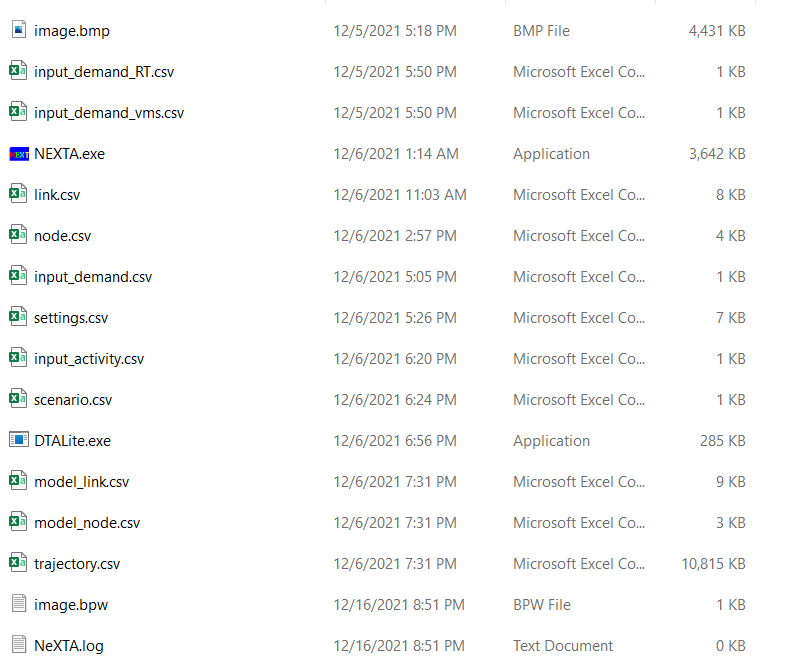 image.bmp 12/5/2021 5:18 PM BMP File 4,431 KB
input_demand_RT.csv 12/5/2021 5:50 PM Microsoft Excel Co... 1 KB
input_demand_vms.csv 12/5/2021 5:50 PM Microsoft Excel Co... 1 KB
NEXTA.exe 12/6/2021 1:14 AM Application 3,642 KB
link.csv 12/6/2021 11:03 AM Microsoft Excel Co... 8 KB
node.csv 12/6/2021 2:57 PM Microsoft Excel Co... 4 KB
input_demand.csv 12/6/2021 5:05 PM Microsoft Excel Co... 1 KB
settings.csv 12/6/2021 5:26 PM Microsoft Excel Co... 7 KB
input_activity.csv 12/6/2021 6:20 PM Microsoft Excel Co... 1 KB
scenario.csv 12/6/2021 6:24 PM Microsoft Excel Co... 1 KB
DTALite.exe 12/6/2021 6:56 PM Application 285 KB
model_link.csv 12/6/2021 7:31 PM Microsoft Excel Co... 9 KB
model_node.csv 12/6/2021 7:31 PM Microsoft Excel Co... 3 KB
trajectory.csv 12/6/2021 7:31 PM Microsoft Excel Co... 10,815 KB
image.bpw 12/16/2021 8:51 PM BPW File 1 KB
NeXTA.log 12/16/2021 8:51 PM Text Document 0 KB